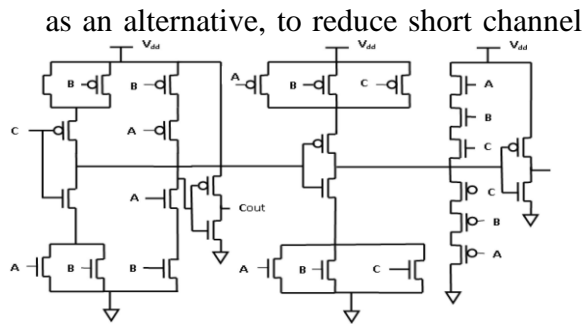 as an alternative, to reduce short channel
Vdd Vdd Vdd
B B A B C A
B
C A C
A C
Cout B
A B B A B C A